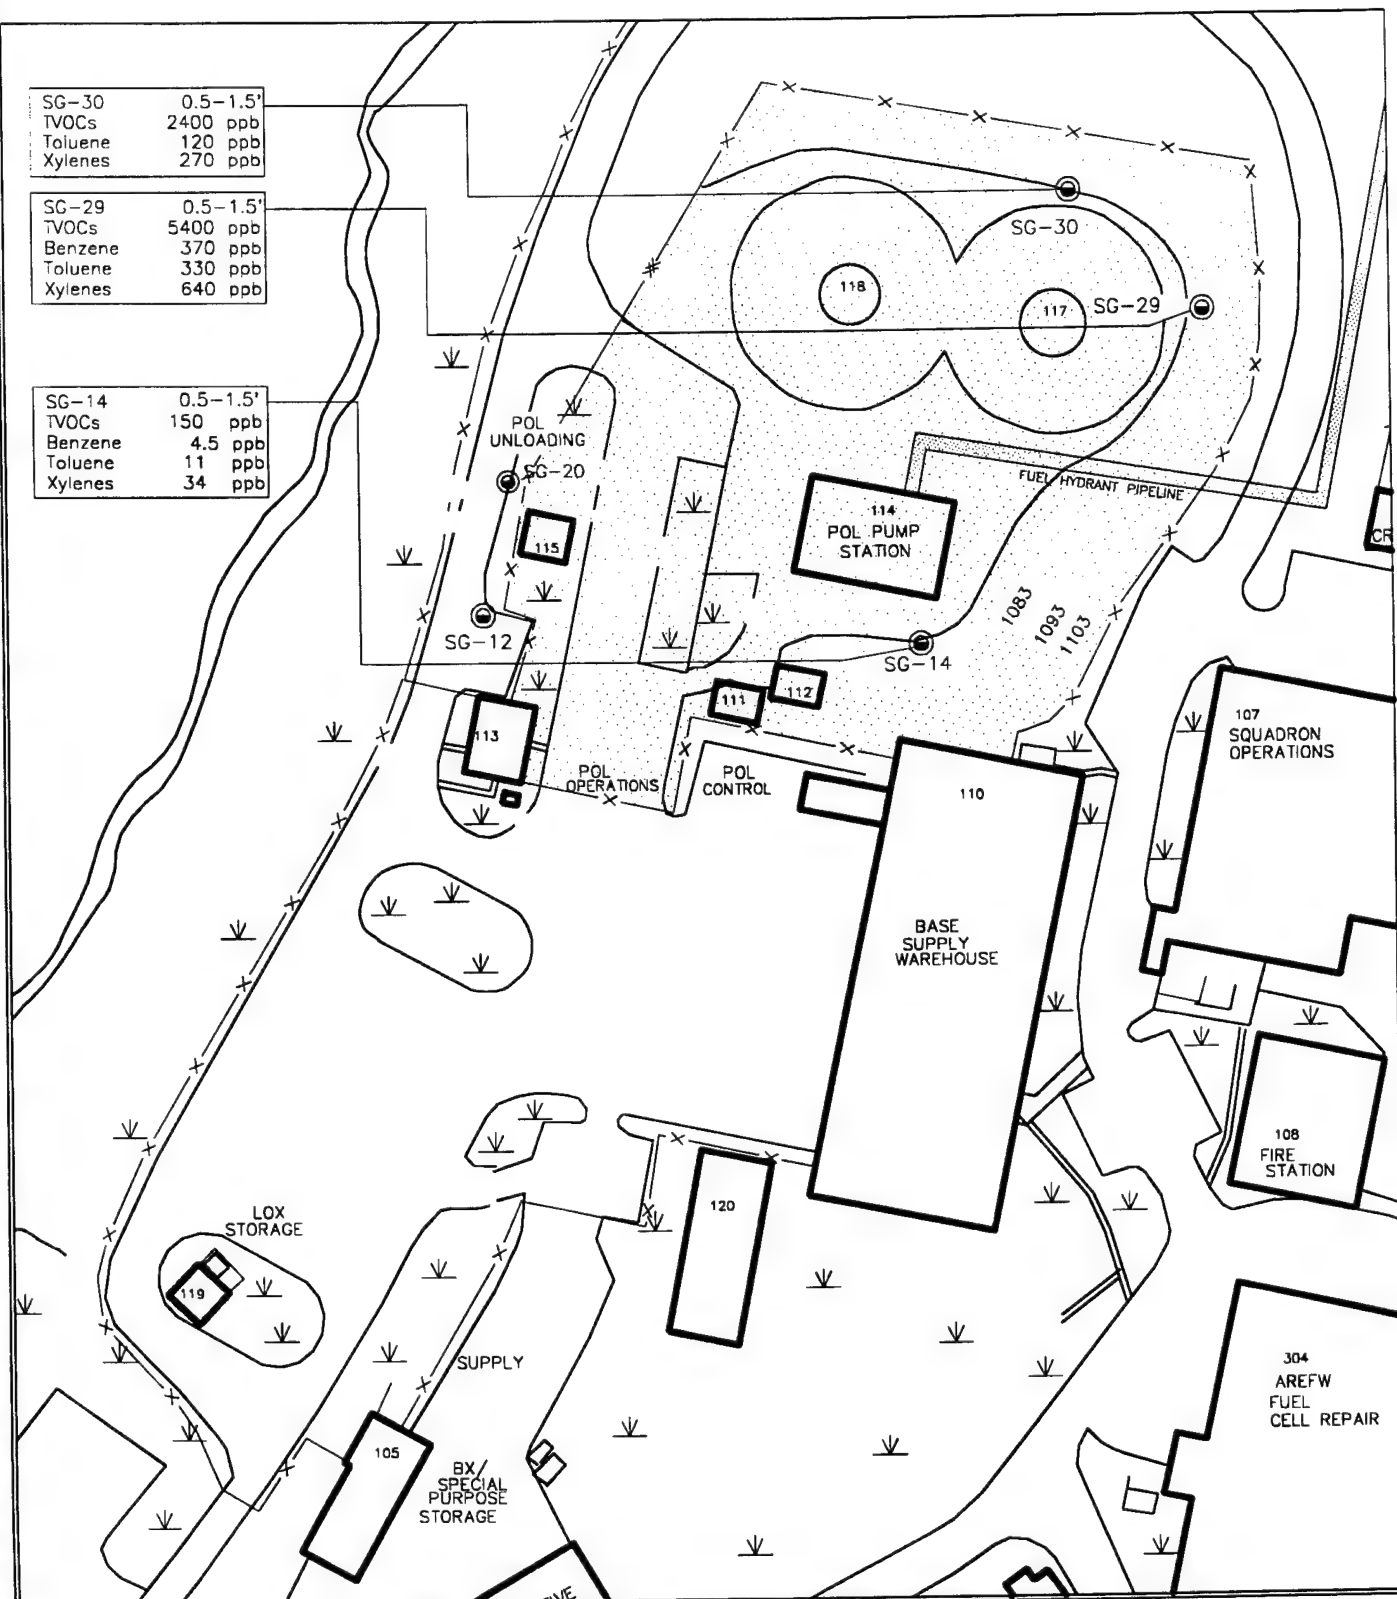 SG-30 0.5-1.5'
TVOCs 2400 ppb
Toluene 120 ppb
Xylenes 270 ppb
SG-29 0.5-1.5'
TVOCs 5400 ppb
Benzene 370 ppb
Toluene 330 ppb
Xylenes 640 ppb
SG-14 0.5-1.5'
TVOCs 150 ppb
Benzene 4.5 ppb
Toluene 11 ppb
Xylenes 34 ppb
SG-30
118
117
SG-29
POL
UNLOADING
SG-20
115
SG-12
FUEL HYDRANT PIPELINE
114
POL PUMP
STATION
CR
1083
1093
1103
SG-14
111
112
113
POL
OPERATIONS
POL
CONTROL
107
SQUADRON
OPERATIONS
110
BASE
SUPPLY
WAREHOUSE
108
FIRE
STATION
120
LOX
STORAGE
119
SUPPLY
105
BX/
SPECIAL
PURPOSE
STORAGE
304
AREFW
FUEL
CELL REPAIR